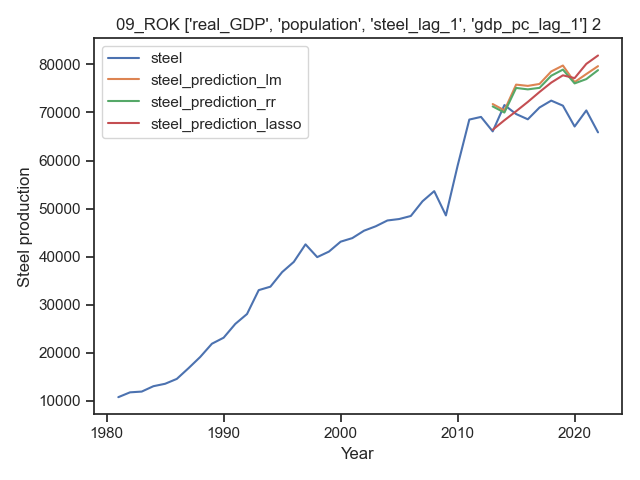 09_ROK ['real_GDP', 'population', 'steel_lag_1', 'gdp_pc_lag_1'] 2
steel
steel_prediction_lm
steel_prediction_rr
steel_prediction_lasso
Steel production
80000
70000
60000
50000
40000
30000
20000
10000
1980
1990
2000
2010
2020
Year